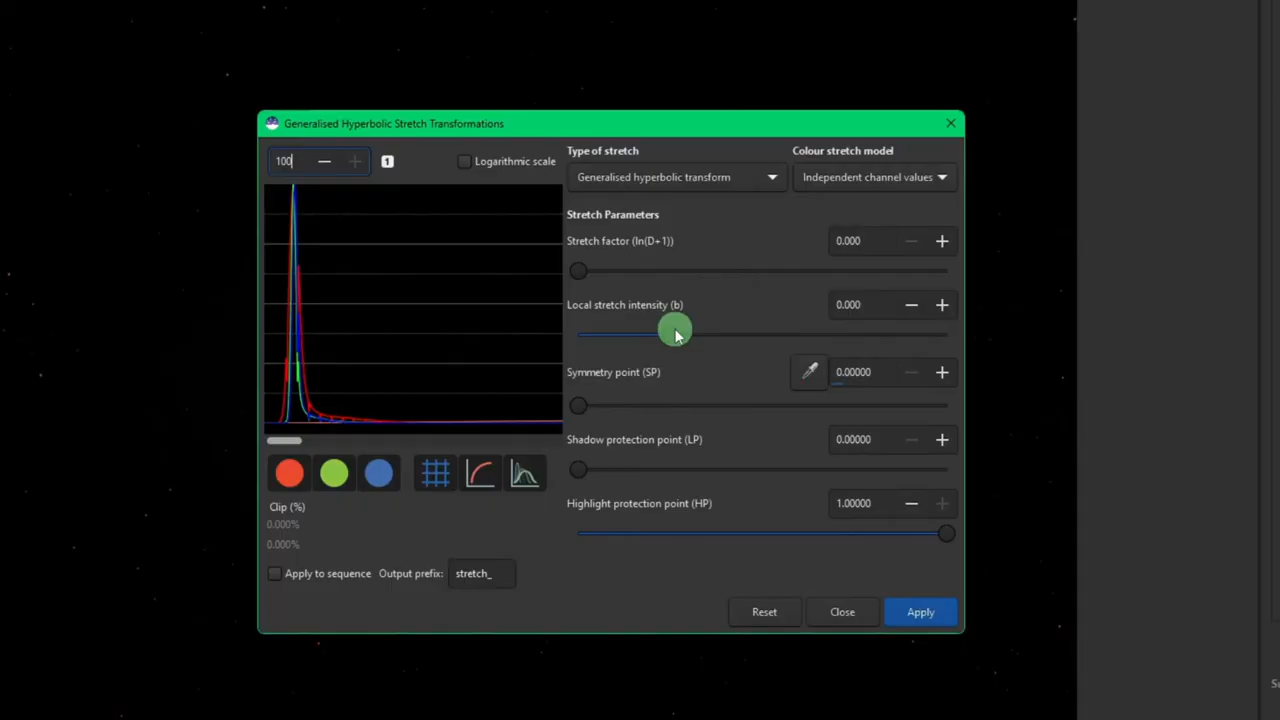 Generalised Hyperbolic Stretch Transformations
100
1
Logarithmic scale
Type of stretch
Colour stretch model
Generalised hyperbolic transform
Independent channel values
Stretch Parameters
Stretch factor (ln(D+1))
0.000
Local stretch intensity (b)
0.000
Symmetry point (SP)
0.00000
Shadow protection point (LP)
0.00000
Highlight protection point (HP)
1.00000
Clip (%)
0.000%
0.000%
Apply to sequence
Output prefix:
stretch_
Reset
Close
Apply